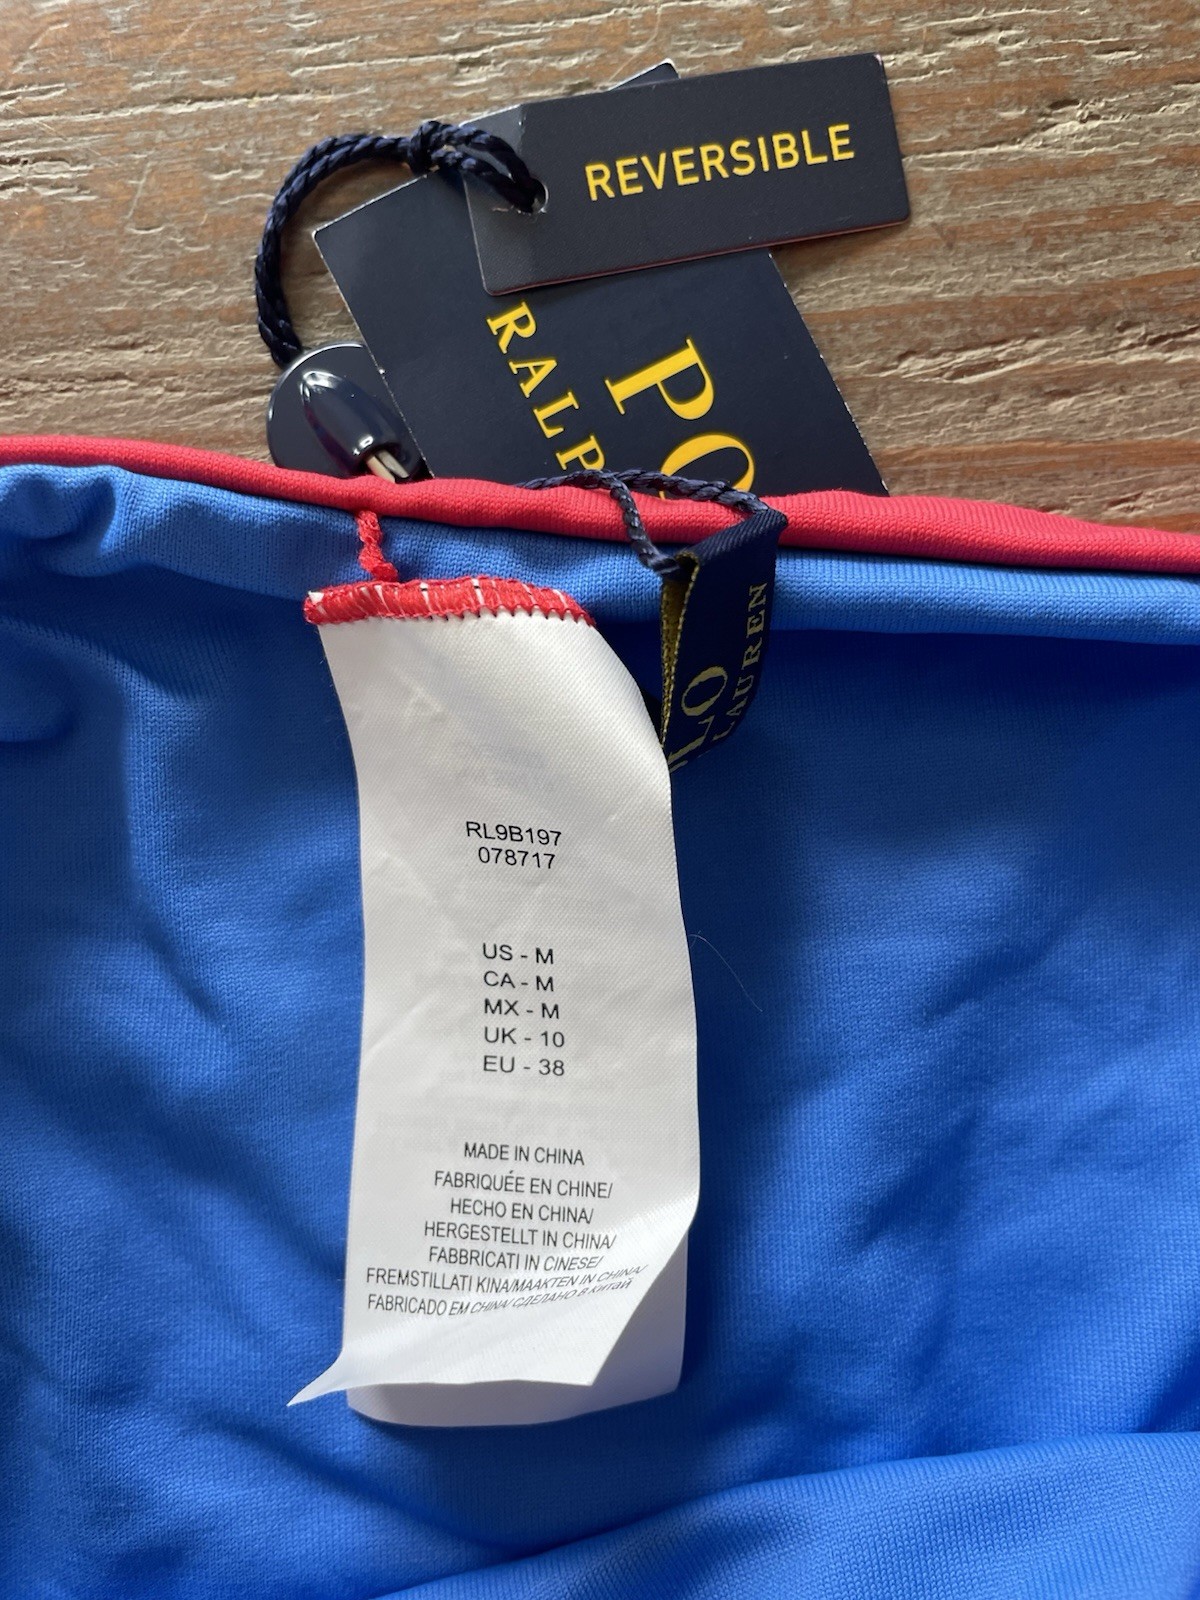 REVERSIBLE
PO
RALP
LO
LAUREN
RL9B197
078717
US - M
CA - M
MX - M
UK - 10
EU - 38
MADE IN CHINA
FABRIQUÉE EN CHINE/
HECHO EN CHINA/
HERGESTELLT IN CHINA/
FABBRICATI IN CINESE/
FREMSTILLATI KINA/MAAKTEN IN CHINA/
FABRICADO EM CHINA/СДЕЛАНО В Китай